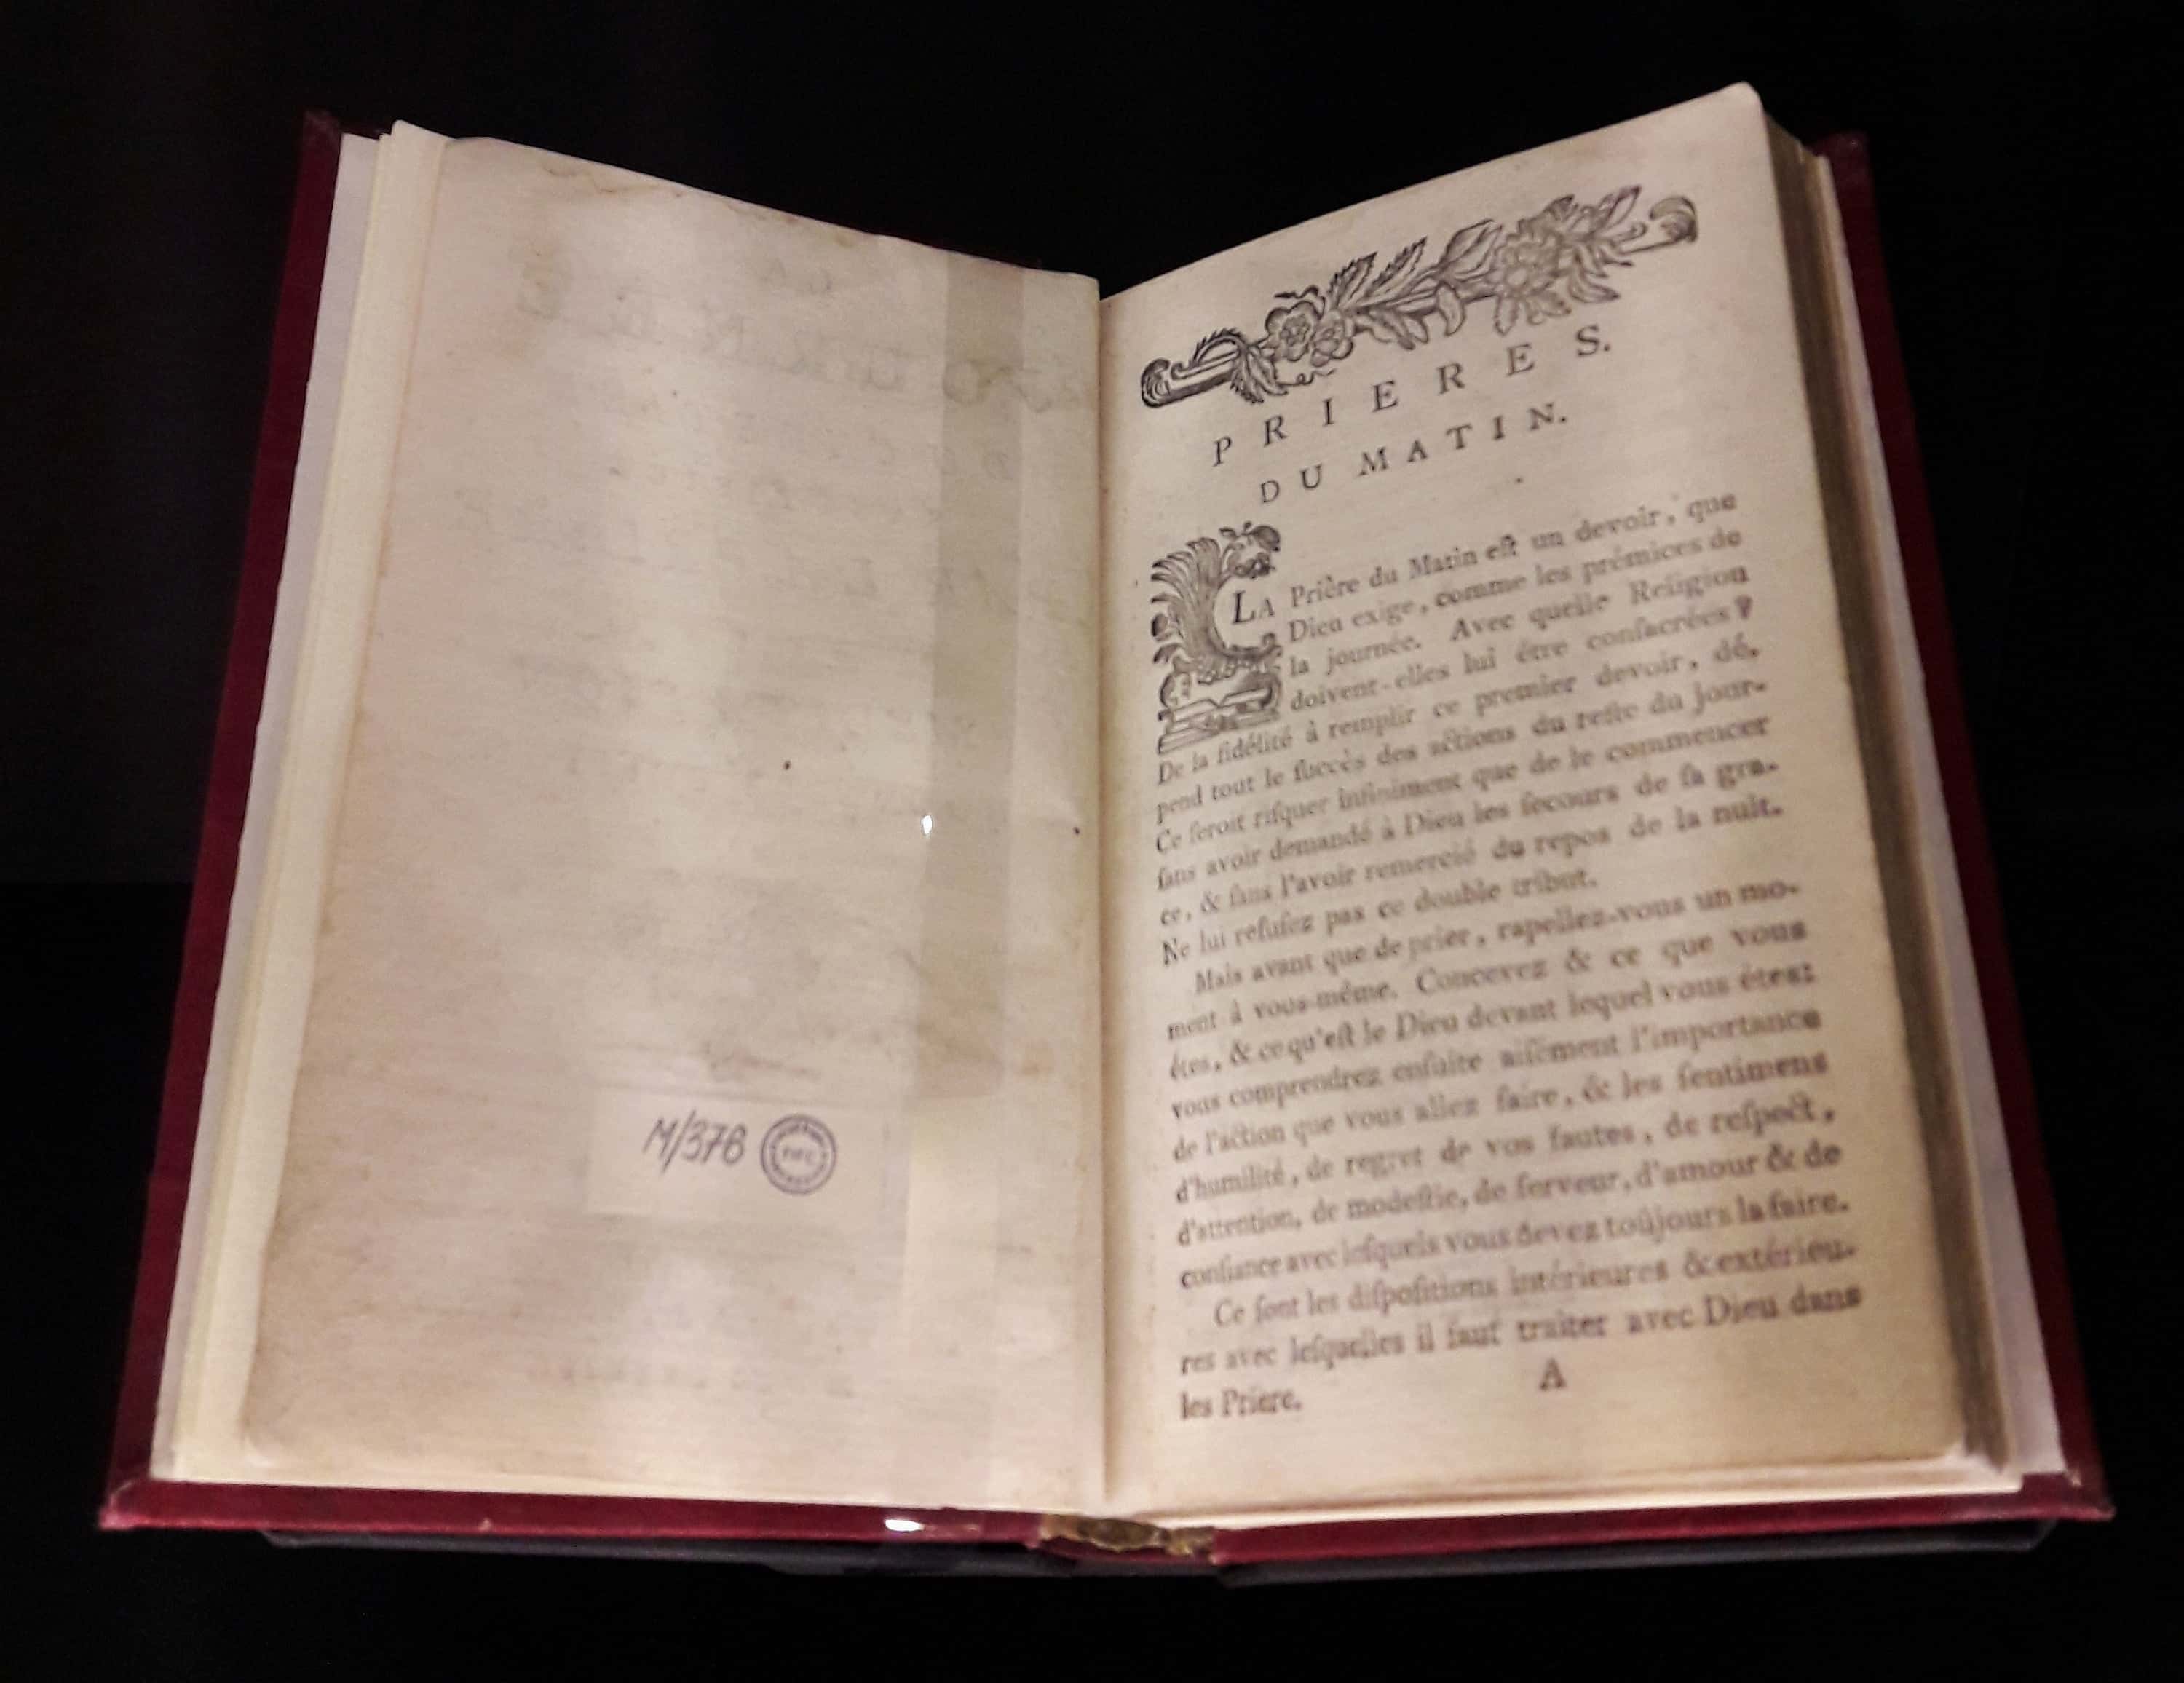 M/376
PRIERES.
DU MATIN.
LA Prière du Matin eſt un devoir, que
Dieu exige, comme les prémices de
la journée. Avec quelle Religion
doivent-elles lui être conſacrées?
De la fidélité à remplir ce premier devoir, dé-
pend tout le ſuccès des actions du reſte du jour.
Ce ſeroit riſquer infiniment que de le commencer
ſans avoir demandé à Dieu les ſecours de ſa gra-
ce, & ſans l'avoir remercié du repos de la nuit.
Ne lui refuſez pas ce double tribut.
Mais avant que de prier, rapellez-vous un mo-
ment à vous-même. Concevez & ce que vous
êtes, & ce qu'eſt le Dieu devant lequel vous étes:
vous comprendrez enſuite aiſément l'importance
de l'action que vous allez faire, & les ſentimens
d'humilité, de regret de vos fautes, de reſpect,
d'attention, de modeſtie, de ferveur, d'amour & de
confiance avec leſquels vous devez toûjours la faire.
Ce ſont les diſpoſitions intérieures & extérieu-
res avec leſquelles il faut traiter avec Dieu dans
les Priere.
A